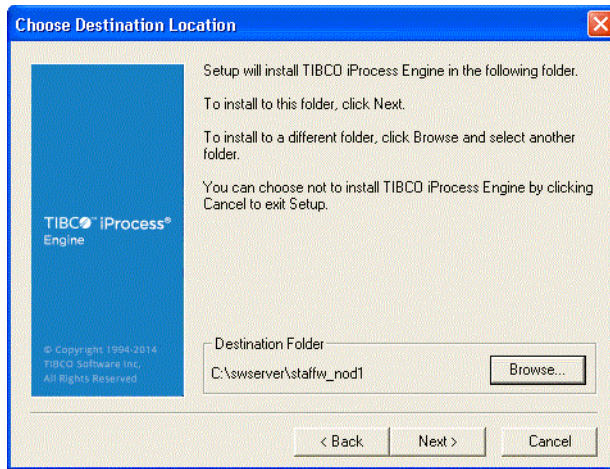 Choose Destination Location
Setup will install TIBCO iProcess Engine in the following folder.
To install to this folder, click Next.
To install to a different folder, click Browse and select another
folder.
You can choose not to install TIBCO iProcess Engine by clicking
Cancel to exit Setup.
TIBCO™ iProcess®
Engine
© Copyright 1994-2014
TIBCO Software Inc,
All Rights Reserved
Destination Folder
C:\swserver\staffw_nod1
Browse...
< Back
Next >
Cancel